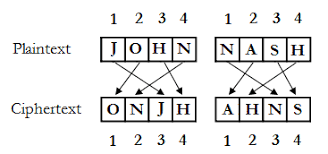 1 2 3 4 1 2 3 4
Plaintext J O H N N A S H
Ciphertext O N J H A H N S
1 2 3 4 1 2 3 4